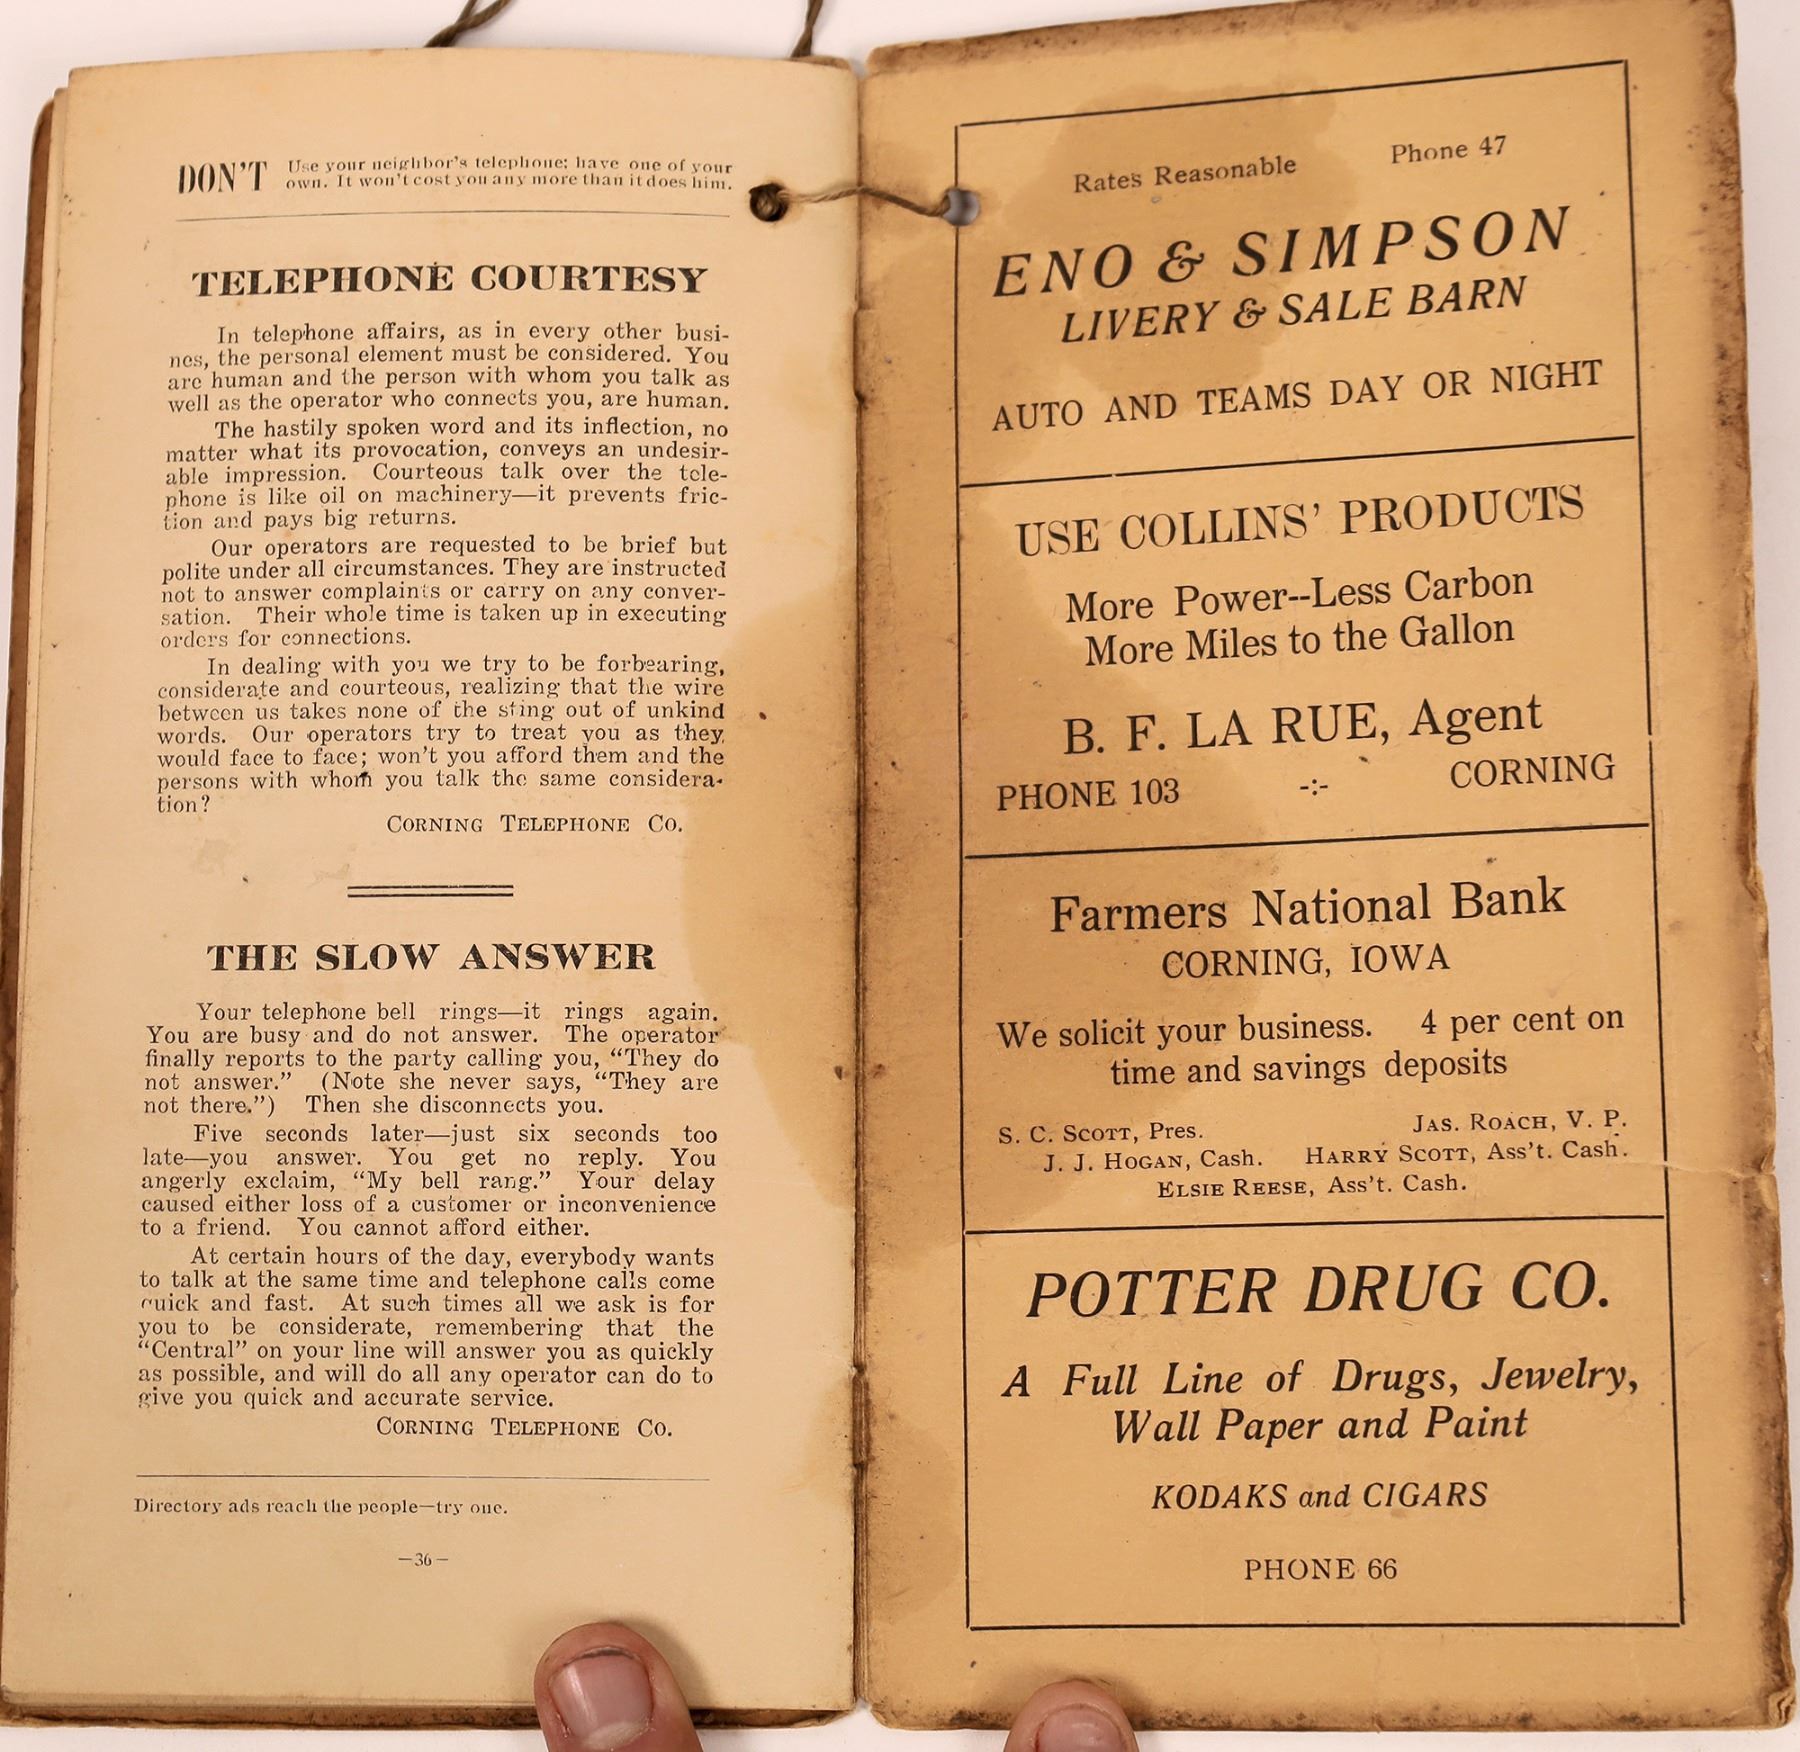 DON'T Use your neighbor's telephone; have one of your
own. It won't cost you any more than it does him.
TELEPHONE COURTESY
In telephone affairs, as in every other busi-
nes, the personal element must be considered. You
are human and the person with whom you talk as
well as the operator who connects you, are human.
The hastily spoken word and its inflection, no
matter what its provocation, conveys an undesir-
able impression. Courteous talk over the tele-
phone is like oil on machinery—it prevents fric-
tion and pays big returns.
Our operators are requested to be brief but
polite under all circumstances. They are instructed
not to answer complaints or carry on any conver-
sation. Their whole time is taken up in executing
orders for connections.
In dealing with you we try to be forbearing,
considerate and courteous, realizing that the wire
between us takes none of the sting out of unkind
words. Our operators try to treat you as they
would face to face; won't you afford them and the
persons with whom you talk the same considera-
tion?
CORNING TELEPHONE CO.
THE SLOW ANSWER
Your telephone bell rings—it rings again.
You are busy and do not answer. The operator
finally reports to the party calling you, "They do
not answer." (Note she never says, "They are
not there.") Then she disconnects you.
Five seconds later—just six seconds too
late—you answer. You get no reply. You
angerly exclaim, "My bell rang." Your delay
caused either loss of a customer or inconvenience
to a friend. You cannot afford either.
At certain hours of the day, everybody wants
to talk at the same time and telephone calls come
quick and fast. At such times all we ask is for
you to be considerate, remembering that the
"Central" on your line will answer you as quickly
as possible, and will do all any operator can do to
give you quick and accurate service.
CORNING TELEPHONE CO.
Directory ads reach the people—try one.
—36—
Rates Reasonable Phone 47
ENO & SIMPSON
LIVERY & SALE BARN
AUTO AND TEAMS DAY OR NIGHT
USE COLLINS' PRODUCTS
More Power--Less Carbon
More Miles to the Gallon
B. F. LA RUE, Agent
PHONE 103 -:- CORNING
Farmers National Bank
CORNING, IOWA
We solicit your business. 4 per cent on
time and savings deposits
S. C. SCOTT, Pres. JAS. ROACH, V. P.
J. J. HOGAN, Cash. HARRY SCOTT, Ass't. Cash.
ELSIE REESE, Ass't. Cash.
POTTER DRUG CO.
A Full Line of Drugs, Jewelry,
Wall Paper and Paint
KODAKS and CIGARS
PHONE 66